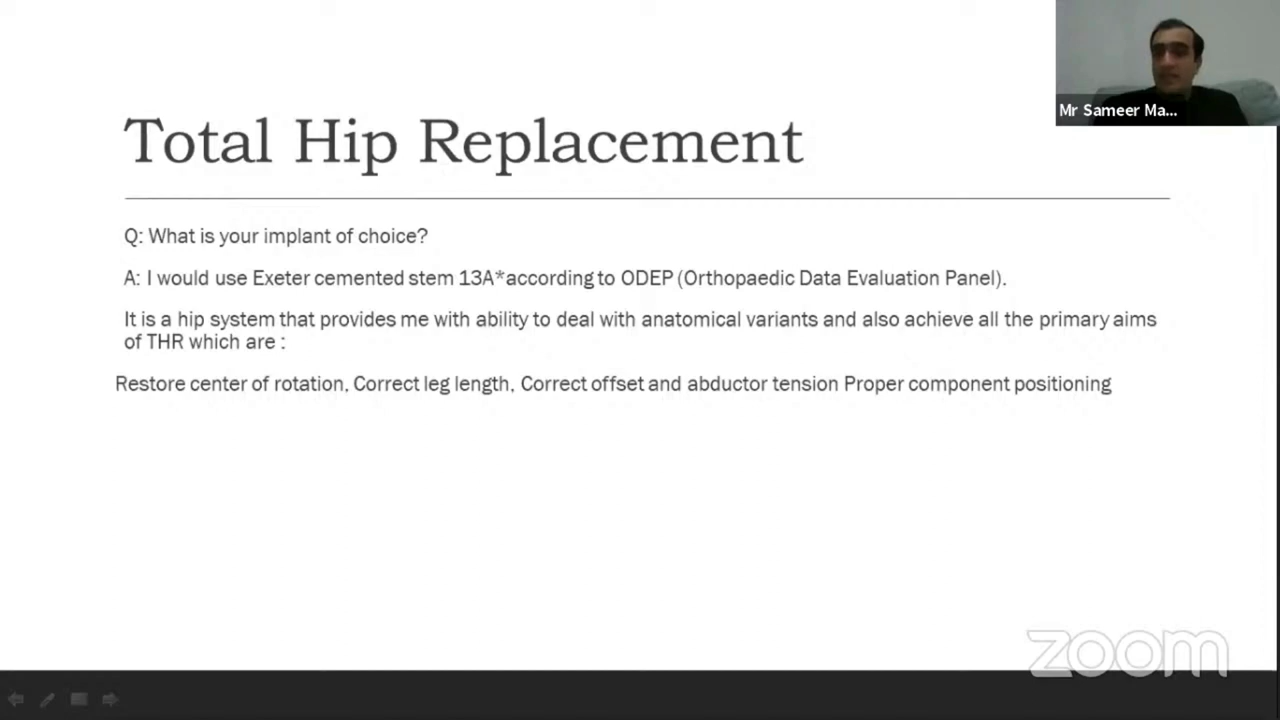 Mr Sameer Ma...
Total Hip Replacement
Q: What is your implant of choice?
A: I would use Exeter cemented stem 13A*according to ODEP (Orthopaedic Data Evaluation Panel).
It is a hip system that provides me with ability to deal with anatomical variants and also achieve all the primary aims
of THR which are :
Restore center of rotation, Correct leg length, Correct offset and abductor tension Proper component positioning
zoom